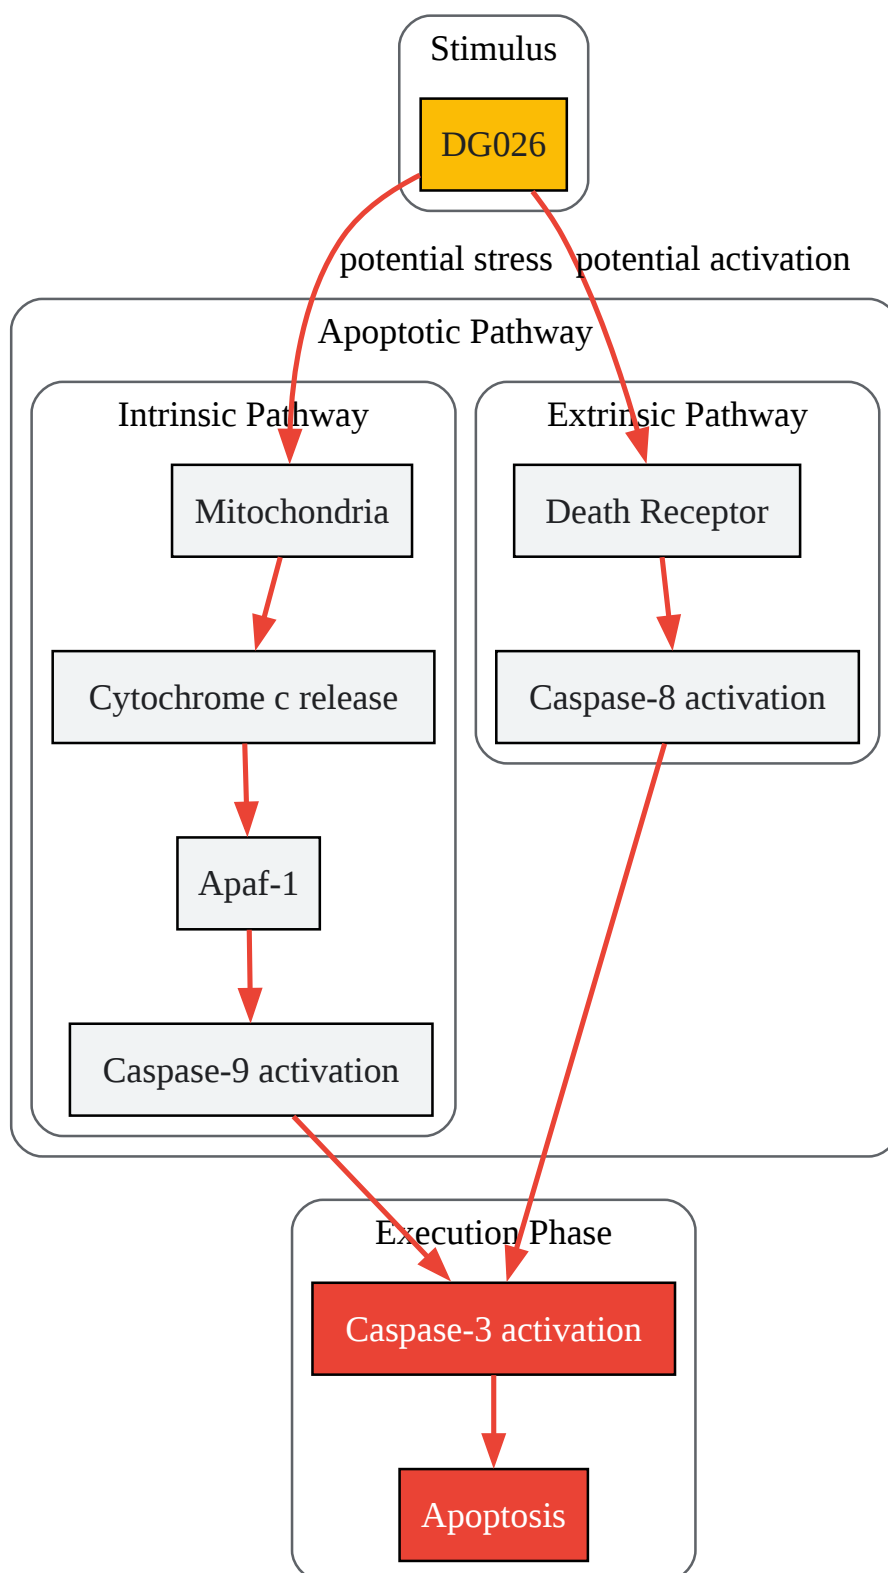 Stimulus
DG026
potential stress
potential activation
Apoptotic Pathway
Intrinsic Pathway
Extrinsic Pathway
Mitochondria
Death Receptor
Cytochrome c release
Caspase-8 activation
Apaf-1
Caspase-9 activation
Execution Phase
Caspase-3 activation
Apoptosis